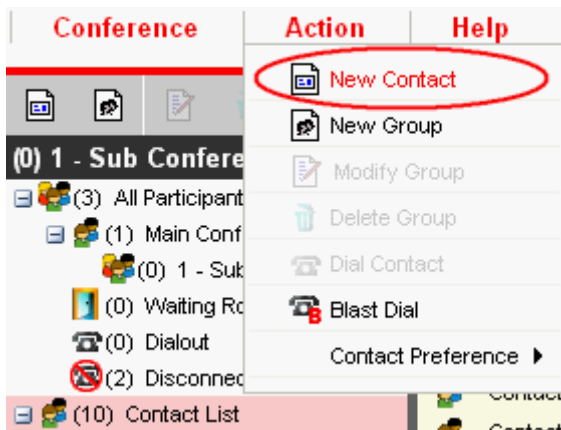 Conference Action Help
New Contact
New Group
(0) 1 - Sub Confere
Modify Group
(3) All Participant
Delete Group
(1) Main Conf
(0) 1 - Sub
Dial Contact
(0) Waiting Ro
Blast Dial
(0) Dialout
Contact Preference
(2) Disconnec
(10) Contact List